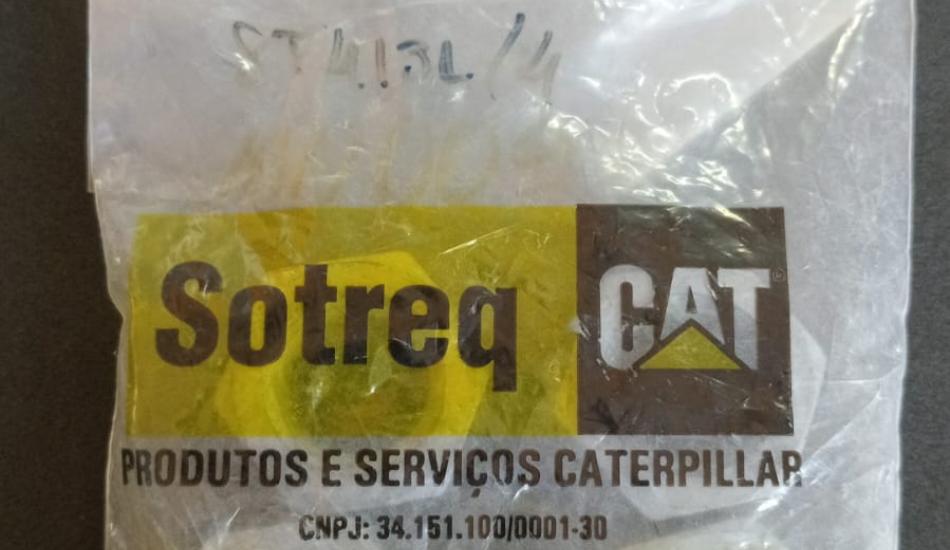 Sotreq CAT®
PRODUTOS E SERVIÇOS CATERPILLAR
CNPJ: 34.151.100/0001-30